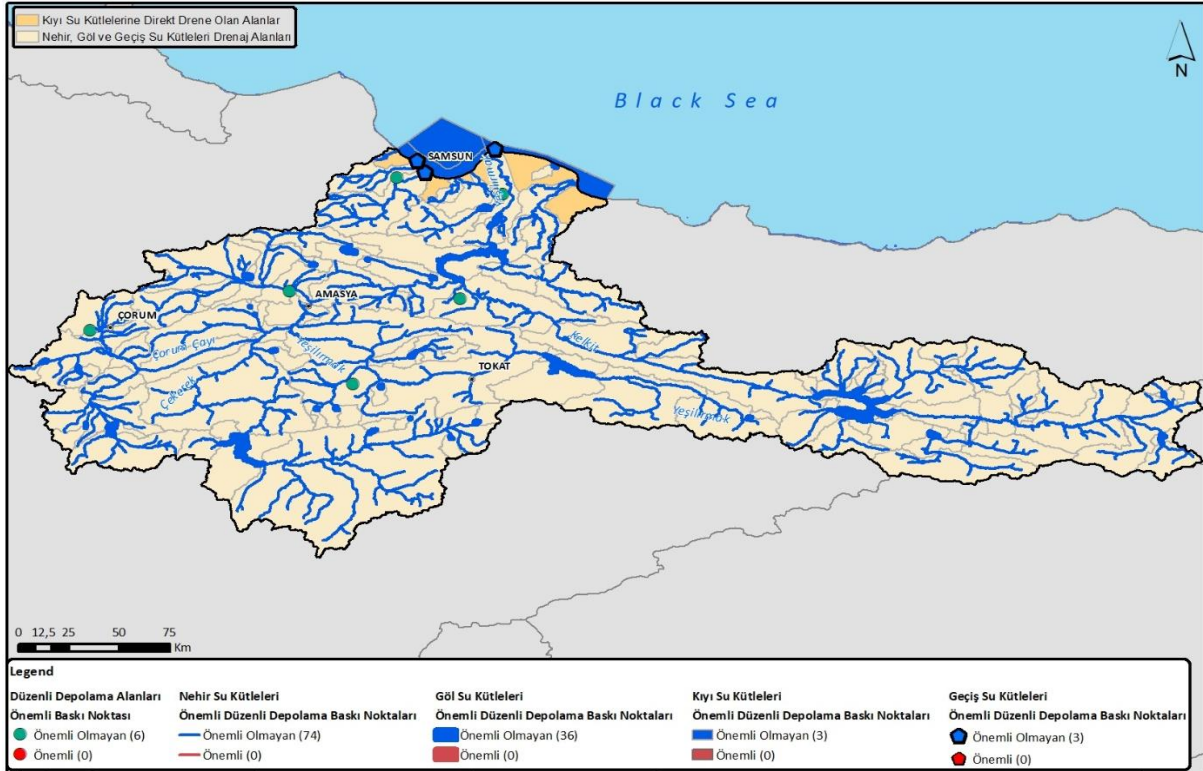 Kıyı Su Kütlelerine Direkt Drene Olan Alanlar
Nehir, Göl ve Geçiş Su Kütleleri Drenaj Alanları
N
Black Sea
SAMSUN
AMASYA
ÇORUM
Çorum Çayı
Yeşilırmak
Kelkit
TOKAT
Çekerek
Yeşilırmak
0 12,5 25 50 75
Km
Legend
Düzenli Depolama Alanları
Önemli Baskı Noktası
Önemli Olmayan (6)
Önemli (0)
Nehir Su Kütleleri
Önemli Düzenli Depolama Baskı Noktaları
Önemli Olmayan (74)
Önemli (0)
Göl Su Kütleleri
Önemli Düzenli Depolama Baskı Noktaları
Önemli Olmayan (36)
Önemli (0)
Kıyı Su Kütleleri
Önemli Düzenli Depolama Baskı Noktaları
Önemli Olmayan (3)
Önemli (0)
Geçiş Su Kütleleri
Önemli Düzenli Depolama Baskı Noktaları
Önemli Olmayan (3)
Önemli (0)